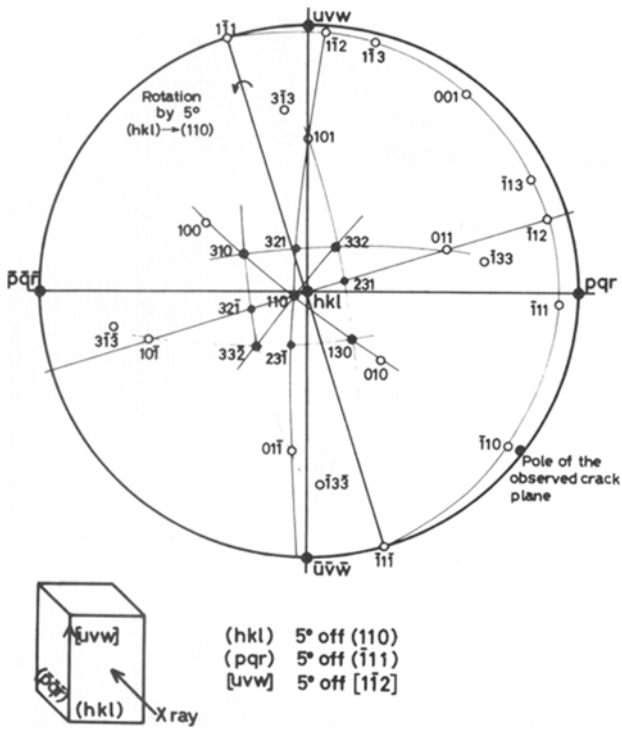 uvw
11̄1
11̄2
11̄3
Rotation
by 5°
(hkl)→(110)
31̄3
001
101
1̄13
1̄12
100
310
321
332
011
1̄33
231
p̄q̄r̄
pqr
110
hkl
321̄
1̄11
31̄3̄
101̄
332̄
231̄
130
010
1̄10
011̄
Pole of the
observed crack
plane
1̄33̄
1̄11̄
ūv̄w̄
[uvw]
(p̄q̄r̄)
(hkl)
X ray
(hkl) 5° off (110)
(pqr) 5° off (1̄11)
[uvw] 5° off [11̄2]